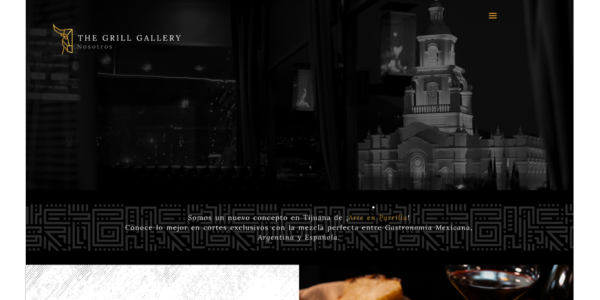 THE GRILL GALLERY
Nosotros
Somos un nuevo concepto en Tijuana de ¡Arte en Parrilla!
Conoce lo mejor en cortes exclusivos con la mezcla perfecta entre Gastronomía Mexicana,
Argentina y Española.